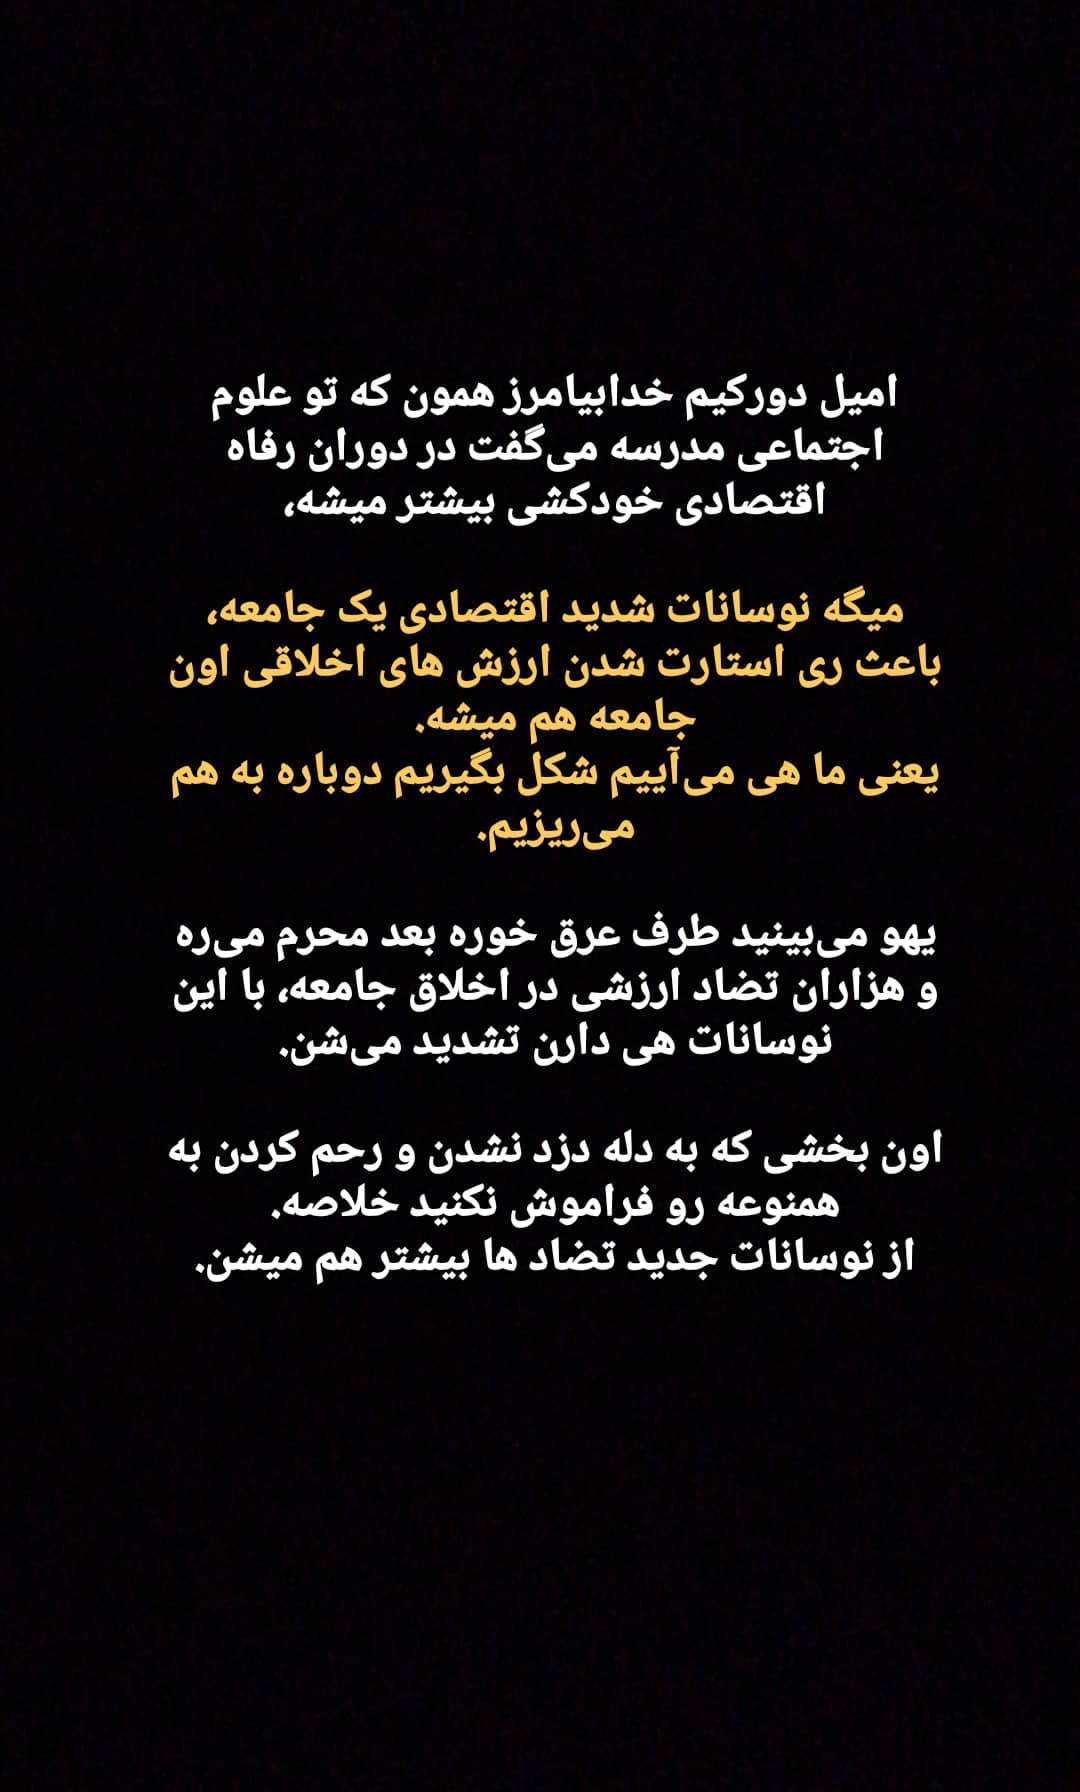 امیل دورکیم خدابیامرز همون که تو علوم
اجتماعی مدرسه می‌گفت در دوران رفاه
اقتصادی خودکشی بیشتر میشه،
میگه نوسانات شدید اقتصادی یک جامعه،
باعث ری استارت شدن ارزش های اخلاقی اون
جامعه هم میشه.
یعنی ما هی می‌آییم شکل بگیریم دوباره به هم
می‌ریزیم.
یهو می‌بینید طرف عرق خوره بعد محرم می‌ره
و هزاران تضاد ارزشی در اخلاق جامعه، با این
نوسانات هی دارن تشدید می‌شن.
اون بخشی که به دله دزد نشدن و رحم کردن به
همنوعه رو فراموش نکنید خلاصه.
از نوسانات جدید تضاد ها بیشتر هم میشن.